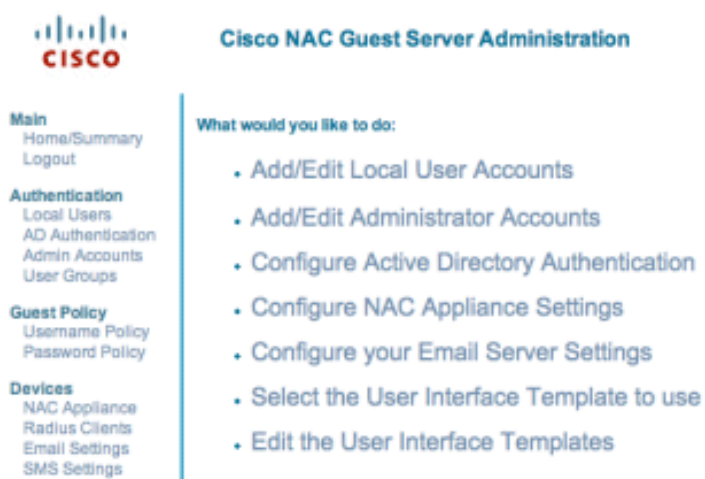 CISCO
Cisco NAC Guest Server Administration
Main
Home/Summary
Logout
Authentication
Local Users
AD Authentication
Admin Accounts
User Groups
Guest Policy
Username Policy
Password Policy
Devices
NAC Appliance
Radius Clients
Email Settings
SMS Settings
What would you like to do:
• Add/Edit Local User Accounts
• Add/Edit Administrator Accounts
• Configure Active Directory Authentication
• Configure NAC Appliance Settings
• Configure your Email Server Settings
• Select the User Interface Template to use
• Edit the User Interface Templates